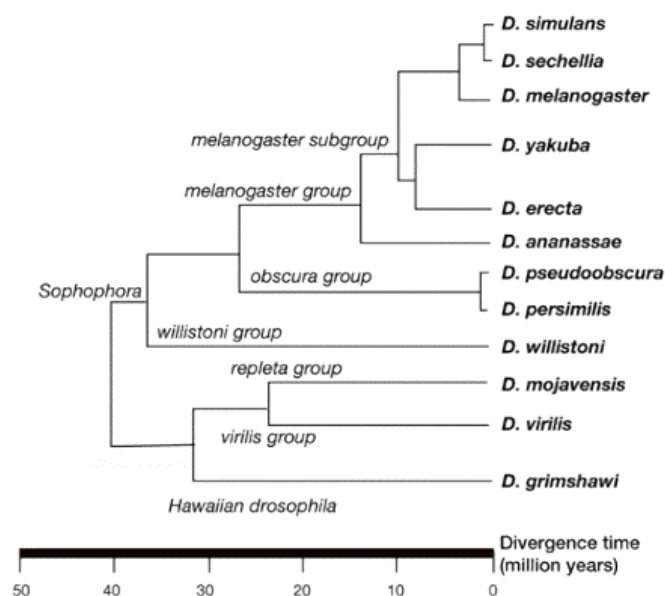 D. simulans
D. sechellia
D. melanogaster
melanogaster subgroup
D. yakuba
melanogaster group
D. erecta
D. ananassae
obscura group
D. pseudoobscura
Sophophora
D. persimilis
willistoni group
D. willistoni
repleta group
D. mojavensis
D. virilis
virilis group
D. grimshawi
Hawaiian drosophila
Divergence time
(million years)
50 40 30 20 10 0